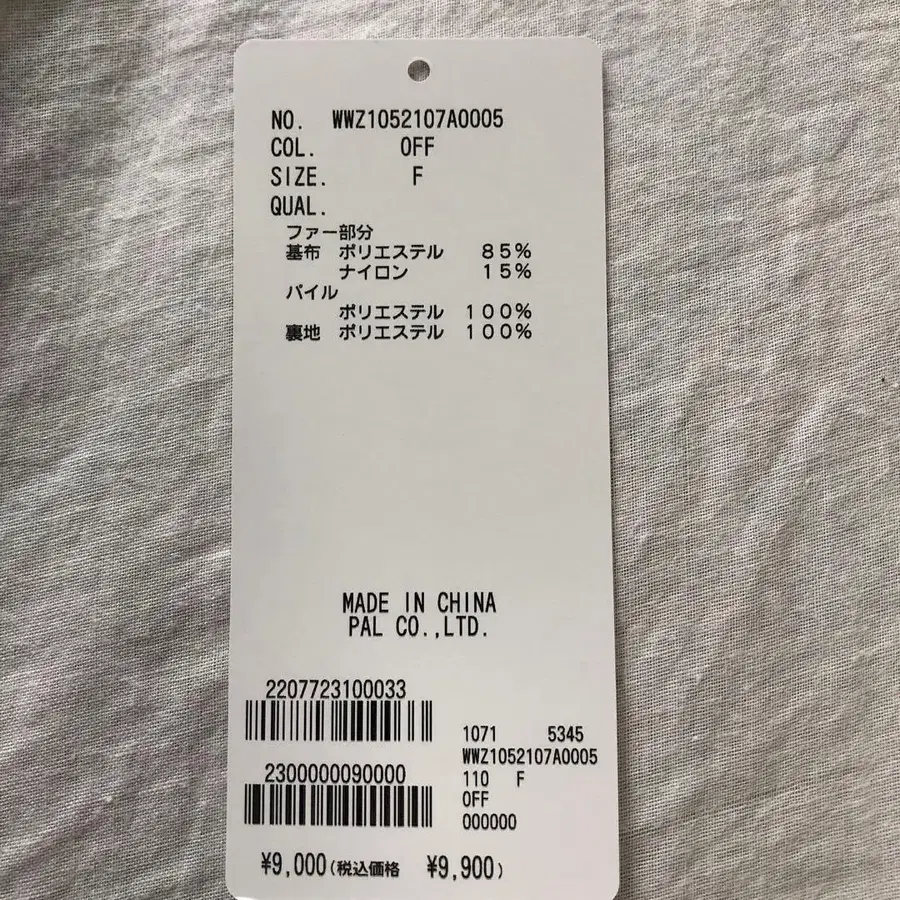 NO. WWZ1052107A0005
COL. OFF
SIZE. F
QUAL.
ファー部分
基布 ポリエステル 85%
ナイロン 15%
パイル
ポリエステル 100%
裏地 ポリエステル 100%
MADE IN CHINA
PAL CO.,LTD.
2207723100033
2300000090000
1071 5345
WWZ1052107A0005
110 F
OFF
000000
¥9,000(税込価格 ¥9,900)